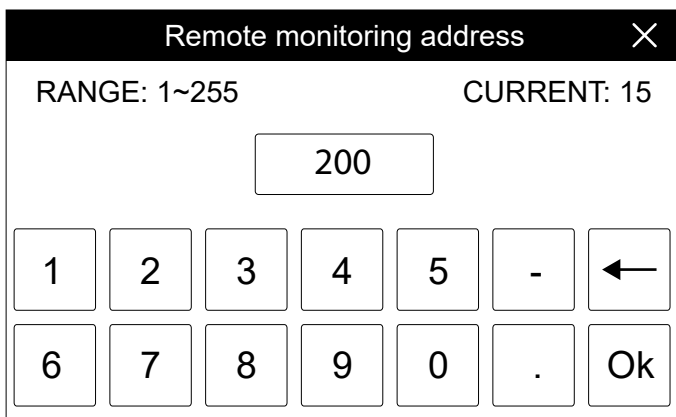 Remote monitoring address
RANGE: 1~255 CURRENT: 15
200
1 2 3 4 5 -
6 7 8 9 0 . Ok